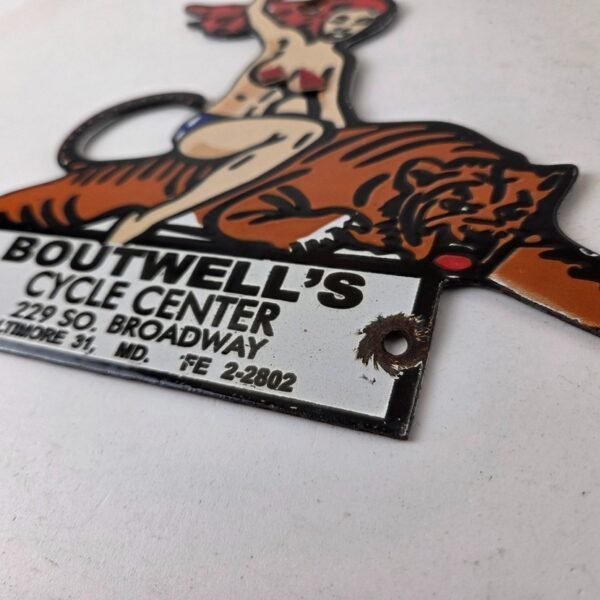 BOUTWELL'S
CYCLE CENTER
229 SO. BROADWAY
LTIMORE 31, MD. FE 2-2802